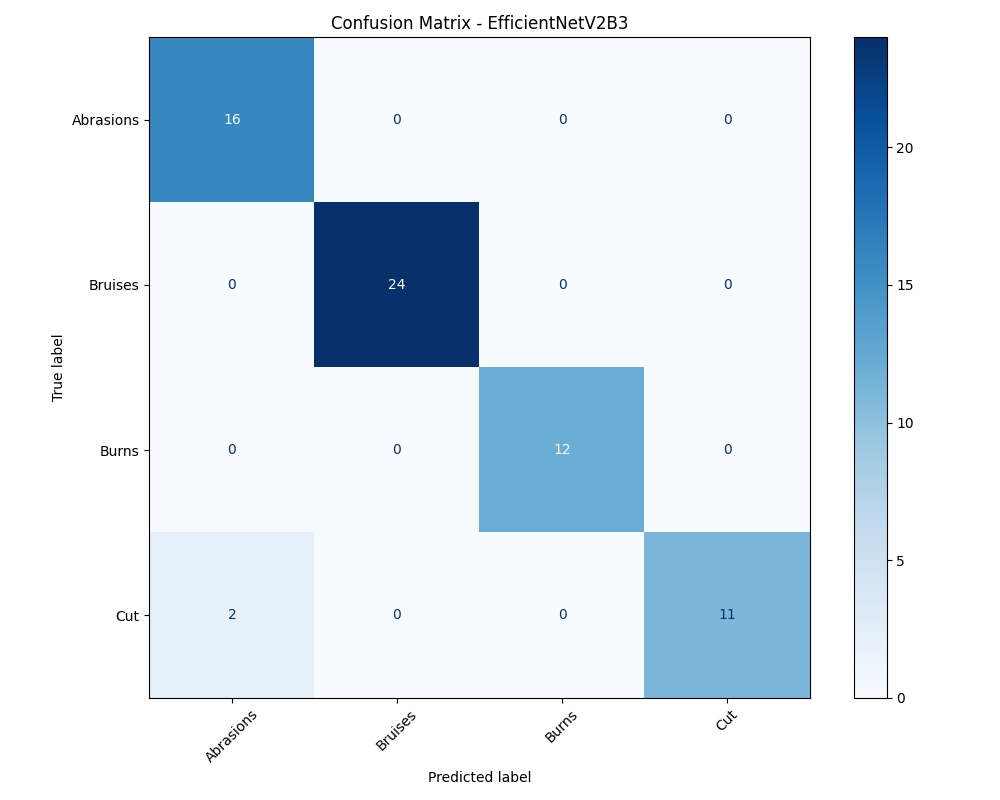 Confusion Matrix - EfficientNetV2B3
Abrasions 16 0 0 0
Bruises 0 24 0 0
Burns 0 0 12 0
Cut 2 0 0 11
True label
Abrasions Bruises Burns Cut
Predicted label
20
15
10
5
0